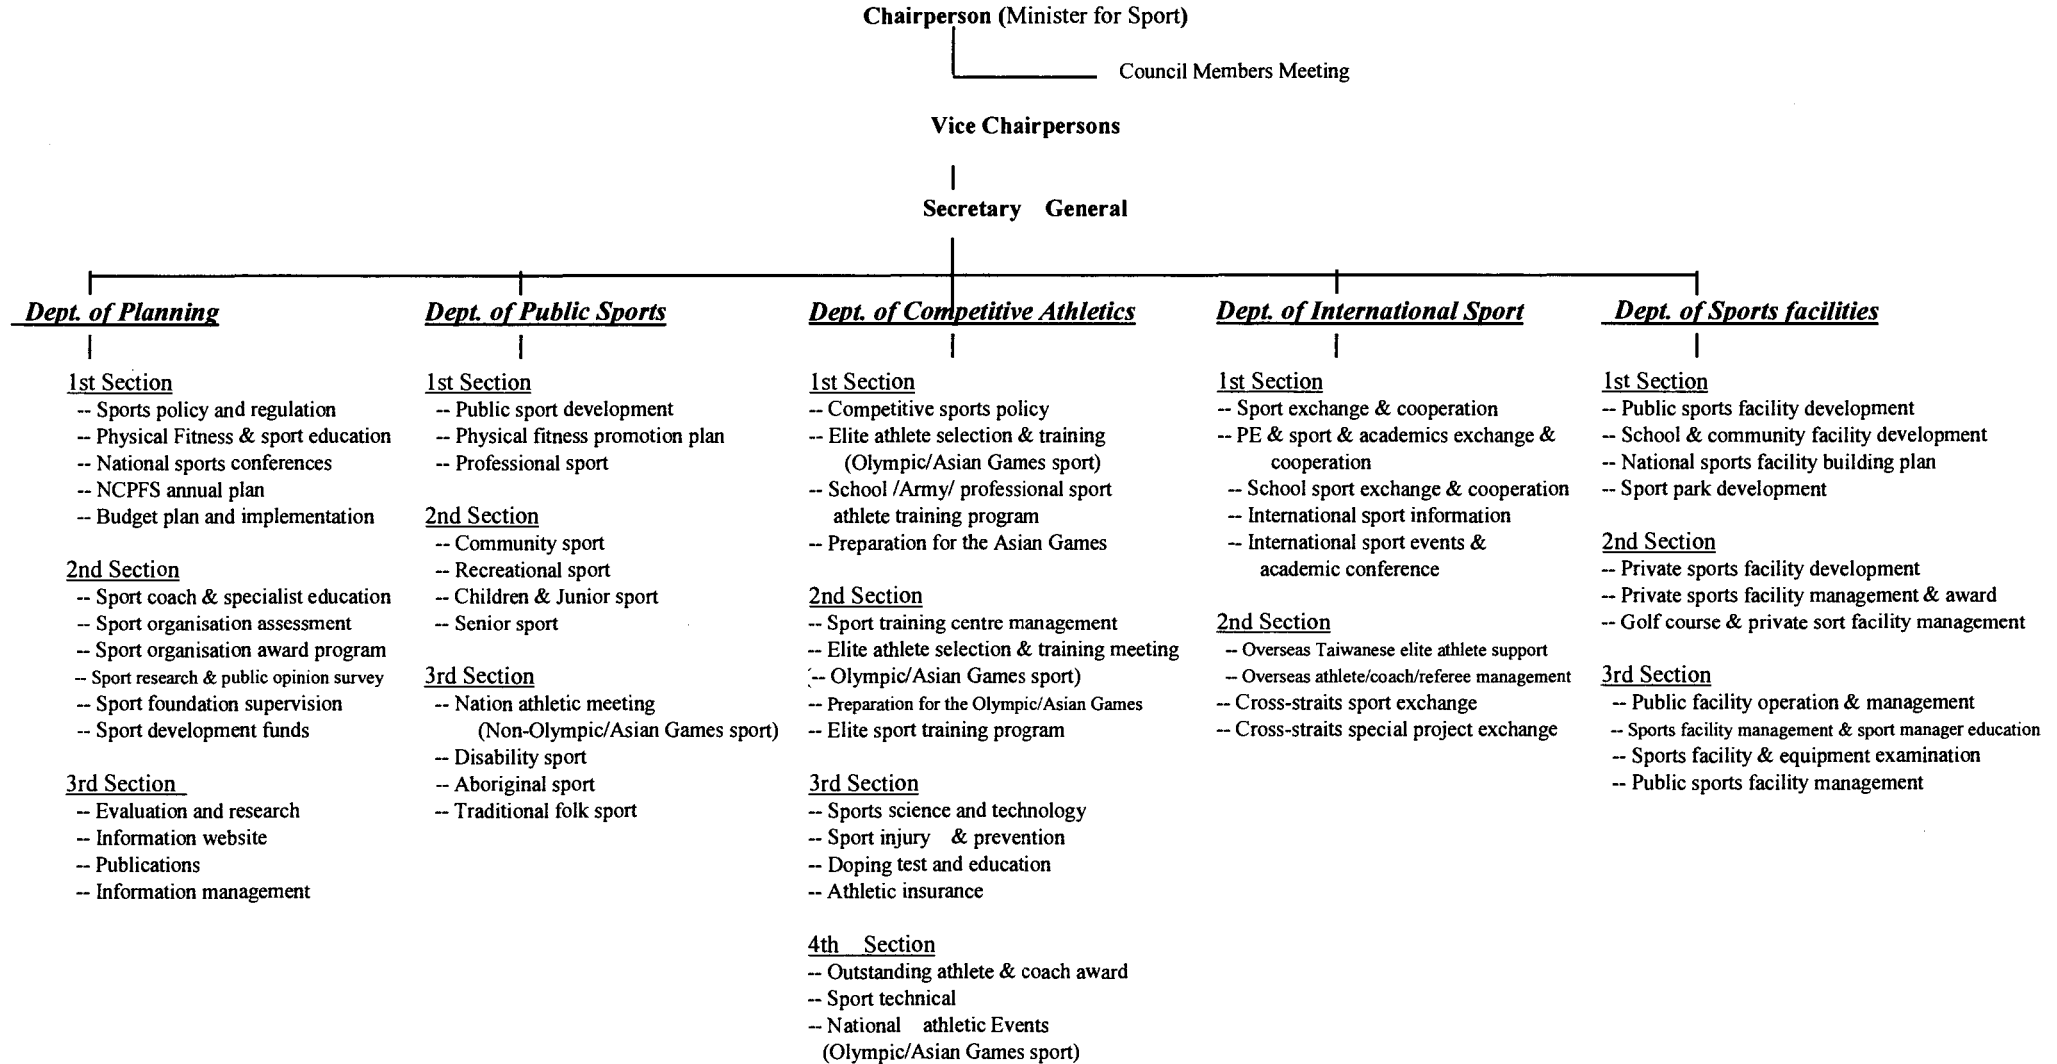 Chairperson (Minister for Sport)
Council Members Meeting
Vice Chairpersons
Secretary General
Dept. of Planning
1st Section
-- Sports policy and regulation
-- Physical Fitness & sport education
-- National sports conferences
-- NCPFS annual plan
-- Budget plan and implementation
2nd Section
-- Sport coach & specialist education
-- Sport organisation assessment
-- Sport organisation award program
-- Sport research & public opinion survey
-- Sport foundation supervision
-- Sport development funds
3rd Section
-- Evaluation and research
-- Information website
-- Publications
-- Information management
Dept. of Public Sports
1st Section
-- Public sport development
-- Physical fitness promotion plan
-- Professional sport
2nd Section
-- Community sport
-- Recreational sport
-- Children & Junior sport
-- Senior sport
3rd Section
-- Nation athletic meeting
(Non-Olympic/Asian Games sport)
-- Disability sport
-- Aboriginal sport
-- Traditional folk sport
Dept. of Competitive Athletics
1st Section
-- Competitive sports policy
-- Elite athlete selection & training
(Olympic/Asian Games sport)
-- School /Army/ professional sport
athlete training program
-- Preparation for the Asian Games
2nd Section
-- Sport training centre management
-- Elite athlete selection & training meeting
(-- Olympic/Asian Games sport)
-- Preparation for the Olympic/Asian Games
-- Elite sport training program
3rd Section
-- Sports science and technology
-- Sport injury & prevention
-- Doping test and education
-- Athletic insurance
4th Section
-- Outstanding athlete & coach award
-- Sport technical
-- National athletic Events
(Olympic/Asian Games sport)
Dept. of International Sport
1st Section
-- Sport exchange & cooperation
-- PE & sport & academics exchange &
cooperation
-- School sport exchange & cooperation
-- International sport information
-- International sport events &
academic conference
2nd Section
-- Overseas Taiwanese elite athlete support
-- Overseas athlete/coach/referee management
-- Cross-straits sport exchange
-- Cross-straits special project exchange
Dept. of Sports facilities
1st Section
-- Public sports facility development
-- School & community facility development
-- National sports facility building plan
-- Sport park development
2nd Section
-- Private sports facility development
-- Private sports facility management & award
-- Golf course & private sort facility management
3rd Section
-- Public facility operation & management
-- Sports facility management & sport manager education
-- Sports facility & equipment examination
-- Public sports facility management